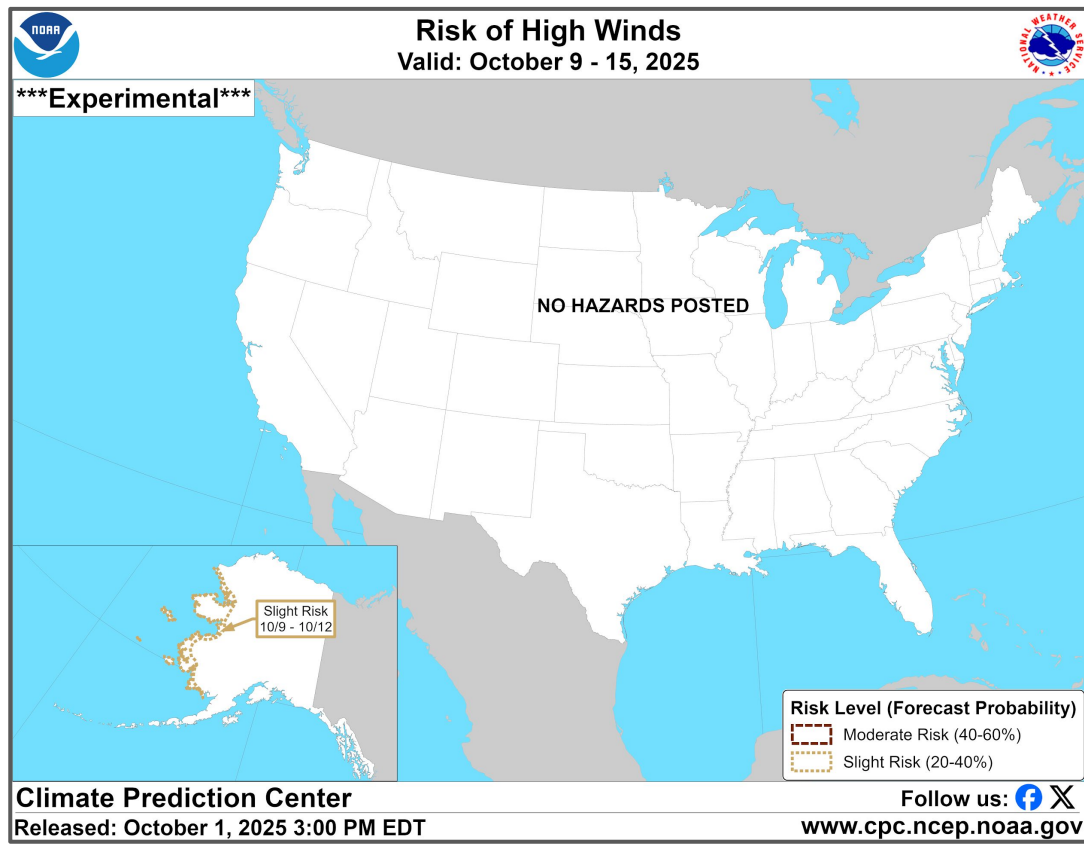 NOAA
Risk of High Winds
Valid: October 9 - 15, 2025
NATIONAL WEATHER SERVICE
***Experimental***
NO HAZARDS POSTED
Slight Risk
10/9 - 10/12
Risk Level (Forecast Probability)
Moderate Risk (40-60%)
Slight Risk (20-40%)
Climate Prediction Center
Follow us:
Released: October 1, 2025 3:00 PM EDT
www.cpc.ncep.noaa.gov